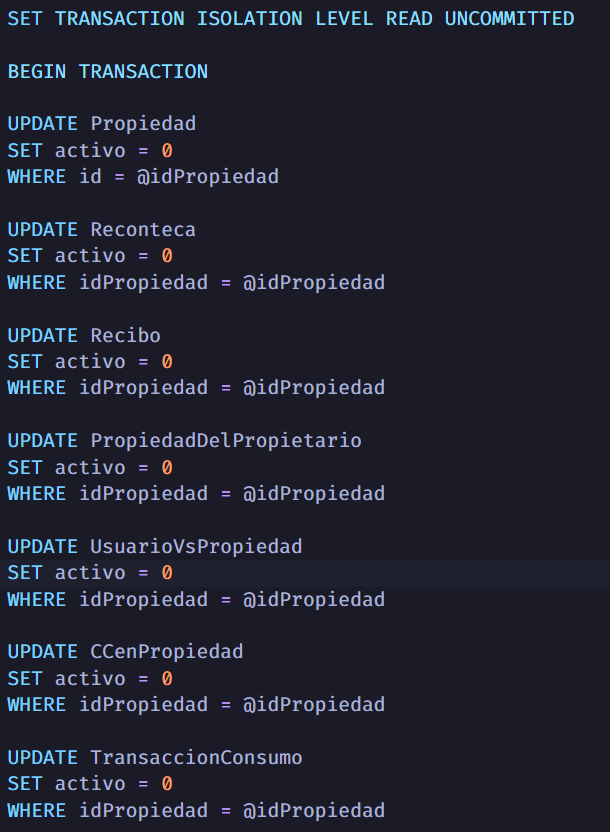 SET TRANSACTION ISOLATION LEVEL READ UNCOMMITTED
BEGIN TRANSACTION
UPDATE Propiedad
SET activo = 0
WHERE id = @idPropiedad
UPDATE Reconteca
SET activo = 0
WHERE idPropiedad = @idPropiedad
UPDATE Recibo
SET activo = 0
WHERE idPropiedad = @idPropiedad
UPDATE PropiedadDelPropietario
SET activo = 0
WHERE idPropiedad = @idPropiedad
UPDATE UsuarioVsPropiedad
SET activo = 0
WHERE idPropiedad = @idPropiedad
UPDATE CCenPropiedad
SET activo = 0
WHERE idPropiedad = @idPropiedad
UPDATE TransaccionConsumo
SET activo = 0
WHERE idPropiedad = @idPropiedad